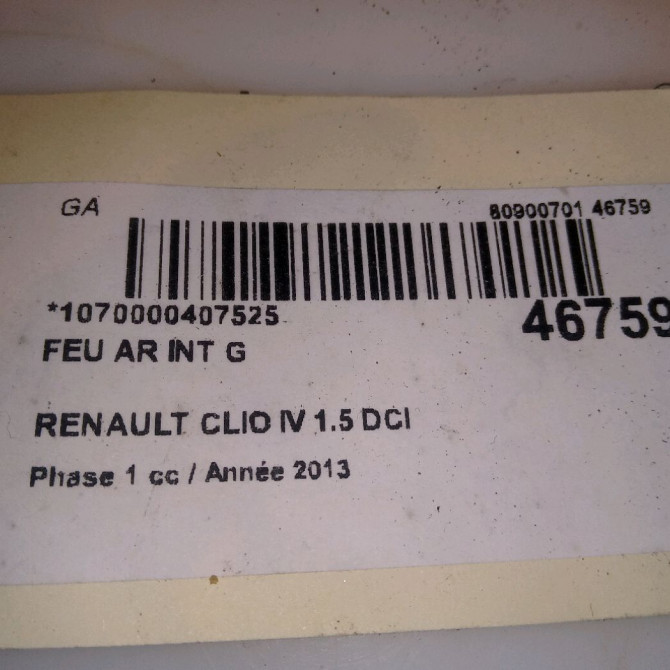 GA 80900701 46759
*1070000407525 46759
FEU AR INT G
RENAULT CLIO IV 1.5 DCI
Phase 1 cc / Année 2013